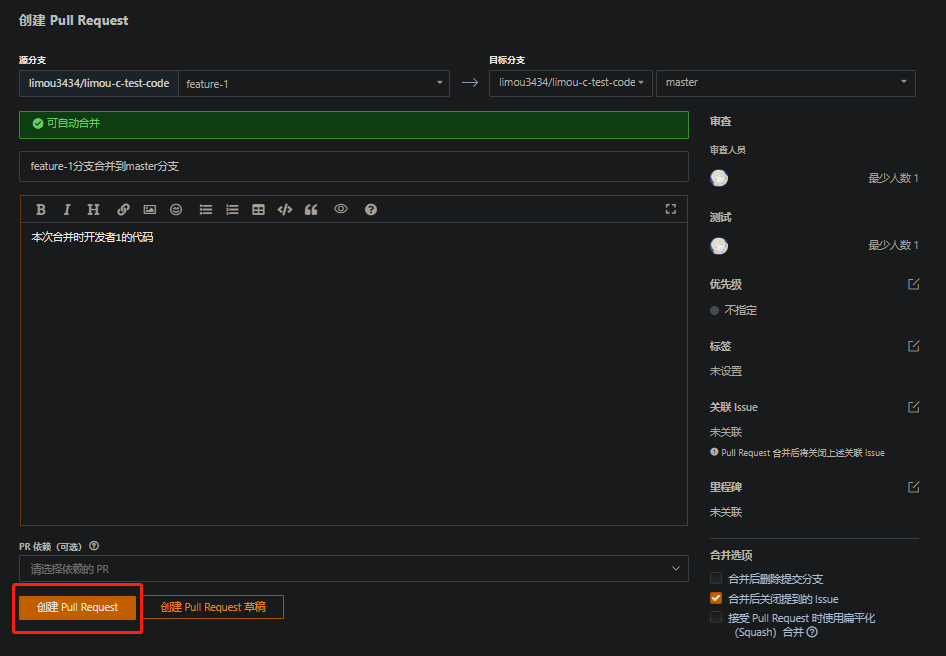 创建 Pull Request
源分支
limou3434/limou-c-test-code
feature-1
目标分支
limou3434/limou-c-test-code
master
可自动合并
feature-1分支合并到master分支
B I H
本次合并时开发者1的代码
PR 依赖（可选）
请选择依赖的 PR
创建 Pull Request
创建 Pull Request 草稿
审查
审查人员
最少人数 1
测试
最少人数 1
优先级
不指定
标签
未设置
关联 Issue
未关联
Pull Request 合并后将关闭上述关联 Issue
里程碑
未关联
合并选项
合并后删除提交分支
合并后关闭提到的 Issue
接受 Pull Request 时使用扁平化
（Squash）合并